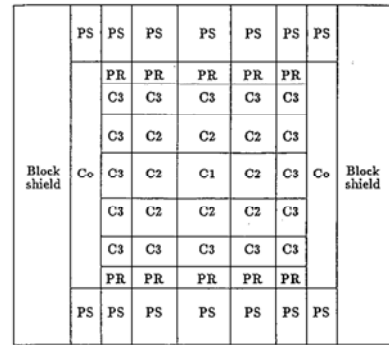 PS PS PS PS PS PS PS
PR PR PR PR PR
C3 C3 C3 C3 C3
C3 C2 C2 C2 C3
Block shield Co C3 C2 C1 C2 C3 Co Block shield
C3 C2 C2 C2 C3
C3 C3 C3 C3 C3
PR PR PR PR PR
PS PS PS PS PS PS PS